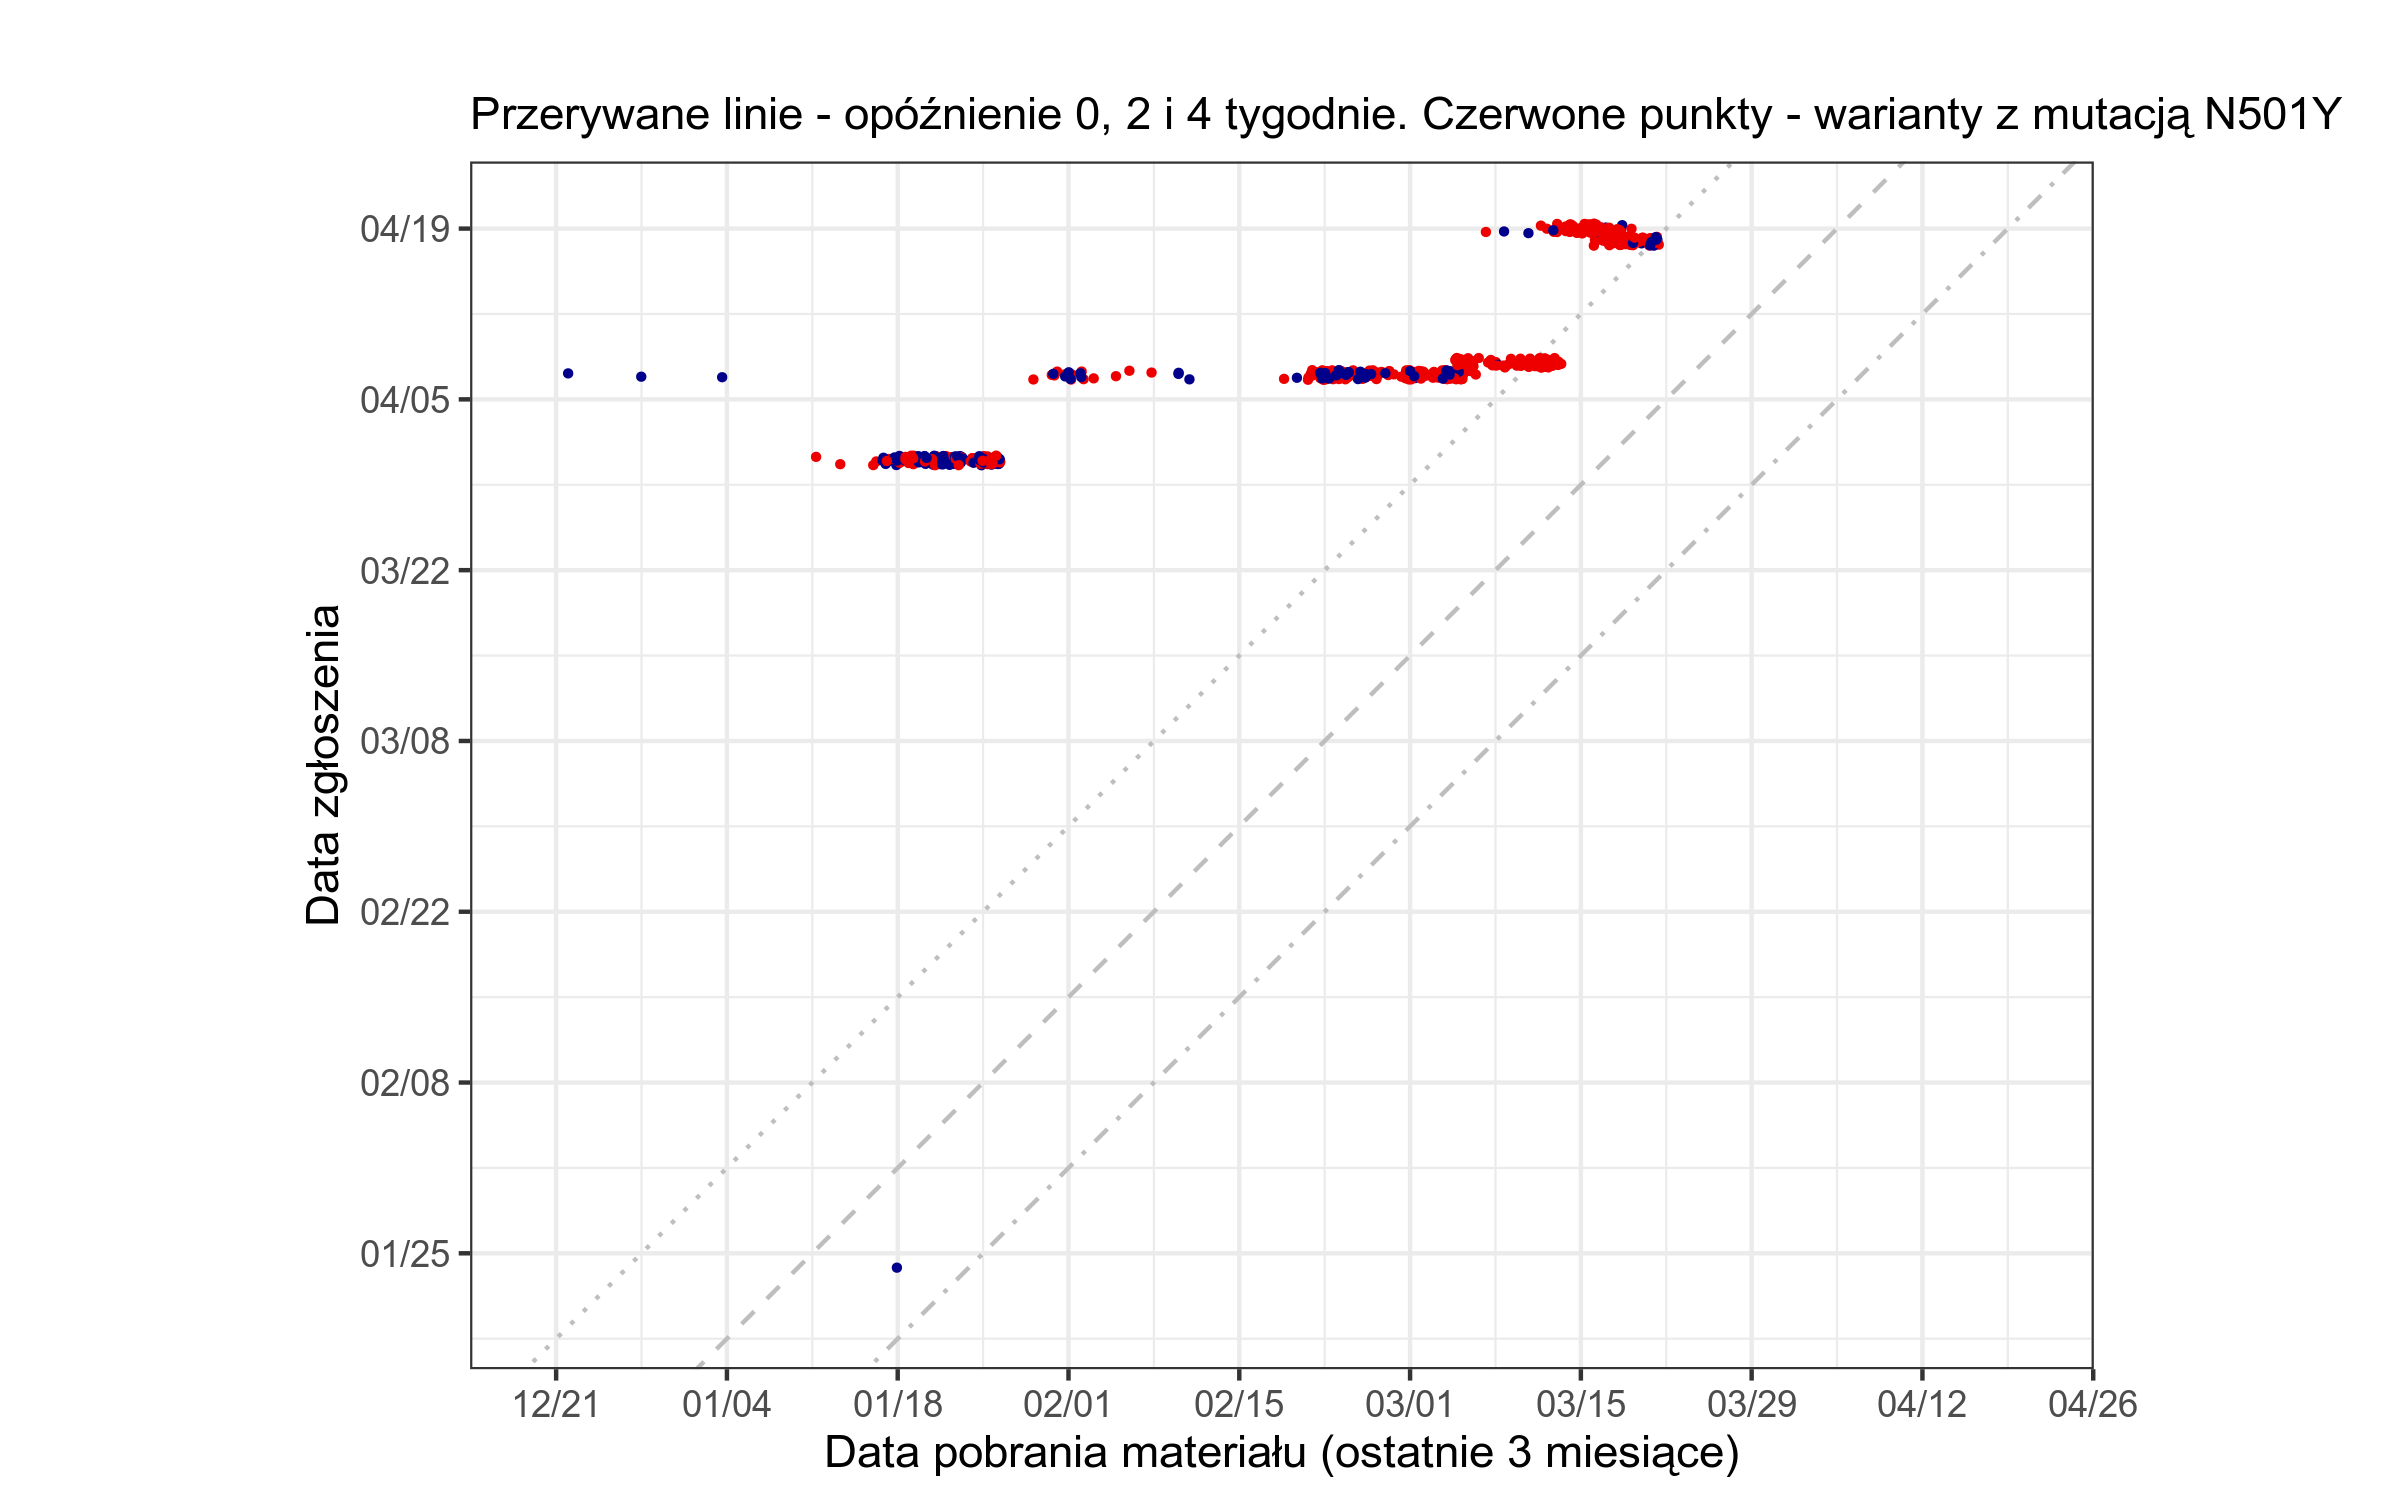 Przerywane linie - opóźnienie 0, 2 i 4 tygodnie. Czerwone punkty - warianty z mutacją N501Y
Data zgłoszenia
04/19
04/05
03/22
03/08
02/22
02/08
01/25
12/21 01/04 01/18 02/01 02/15 03/01 03/15 03/29 04/12 04/26
Data pobrania materiału (ostatnie 3 miesiące)